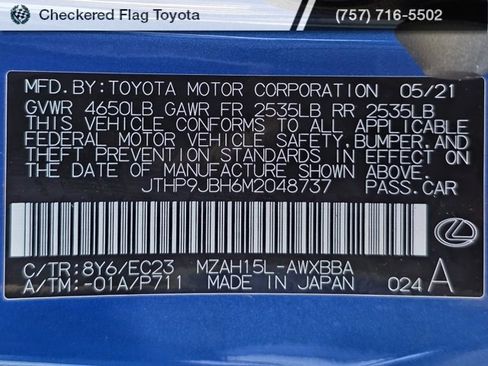 Checkered Flag Toyota (757) 716-5502
MFD.BY:TOYOTA MOTOR CORPORATION 05/21
GVWR 4650LB GAWR FR 2535LB RR 2535LB
THIS VEHICLE CONFORMS TO ALL APPLICABLE
FEDERAL MOTOR VEHICLE SAFETY,BUMPER,AND
THEFT PREVENTION STANDARDS IN EFFECT ON
THE DATE OF MANUFACTURE SHOWN ABOVE.
JTHP9JBH6M2048737 PASS.CAR
C/TR:8Y6/EC23 MZAH15L-AWXBBA
A/TM:-01A/P711 MADE IN JAPAN 024 A